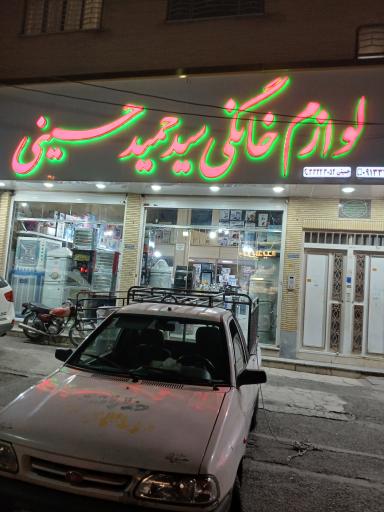 لوازم خانگی سید حمید حسینی